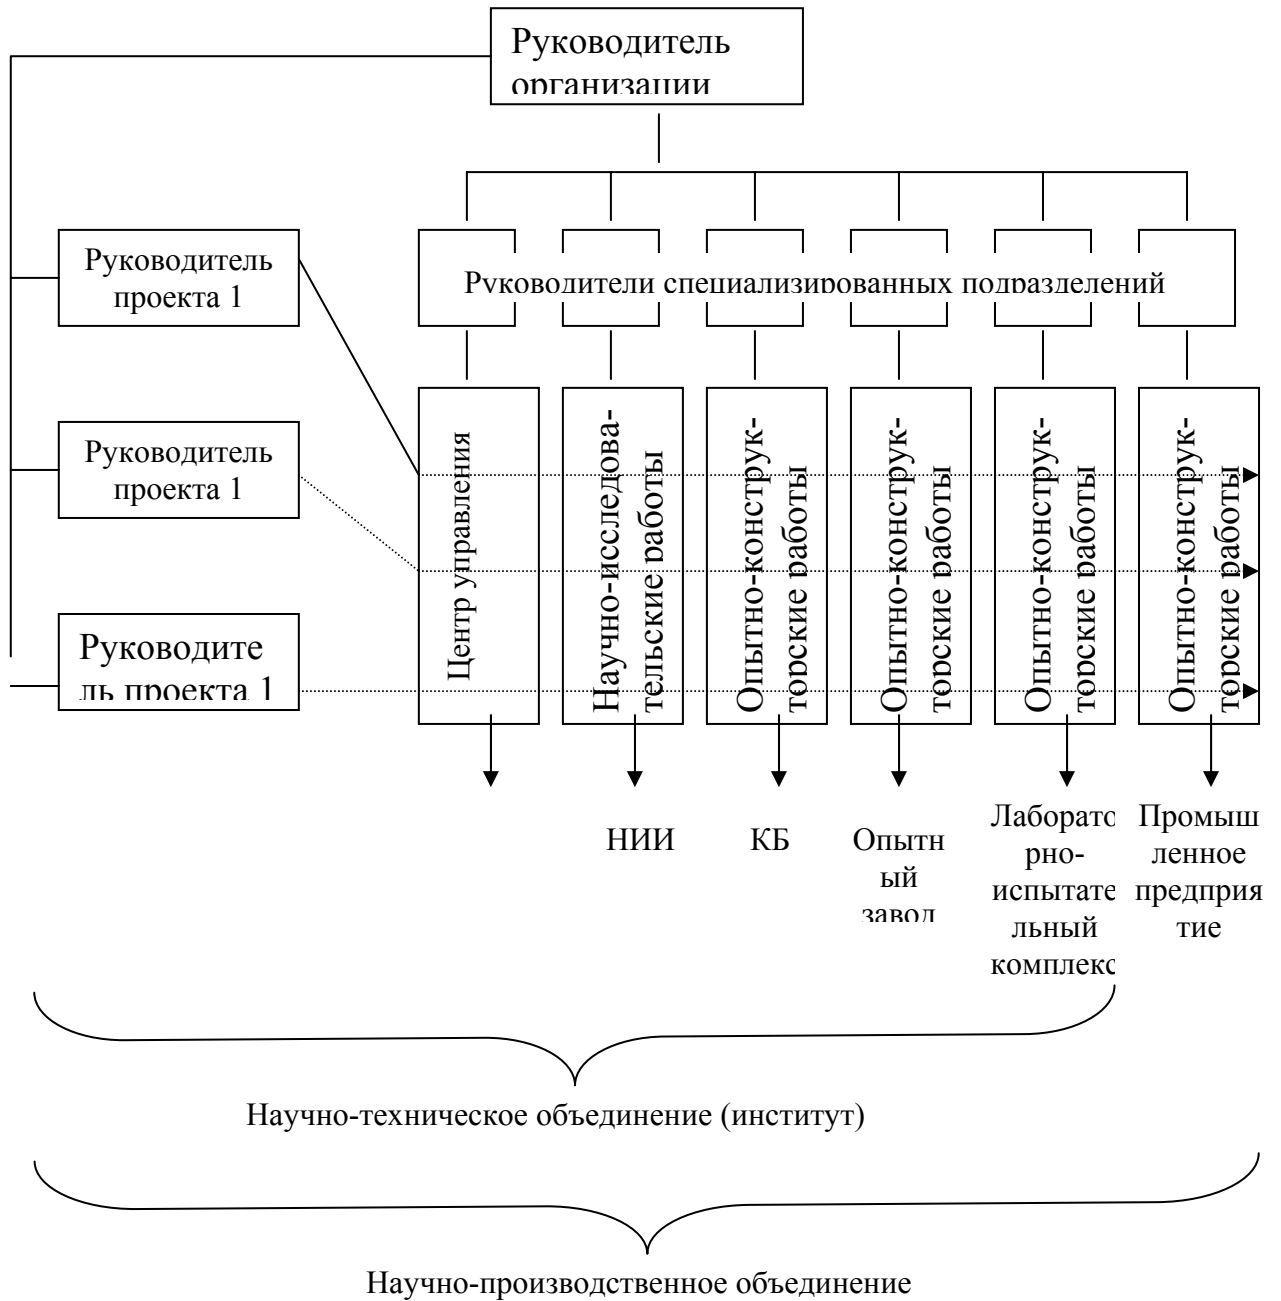 Руководитель
организации
Руководитель
проекта 1
Руководители специализированных подразделений
Руководитель
проекта 1
Руководите
ль проекта 1
Центр управления
Научно-исследова-
тельские работы
Опытно-конструк-
торские работы
Опытно-конструк-
торские работы
Опытно-конструк-
торские работы
Опытно-конструк-
торские работы
НИИ
КБ
Опытн
ый
завод
Лаборато
рно-
испытате
льный
комплекс
Промыш
ленное
предприя
тие
Научно-техническое объединение (институт)
Научно-производственное объединение